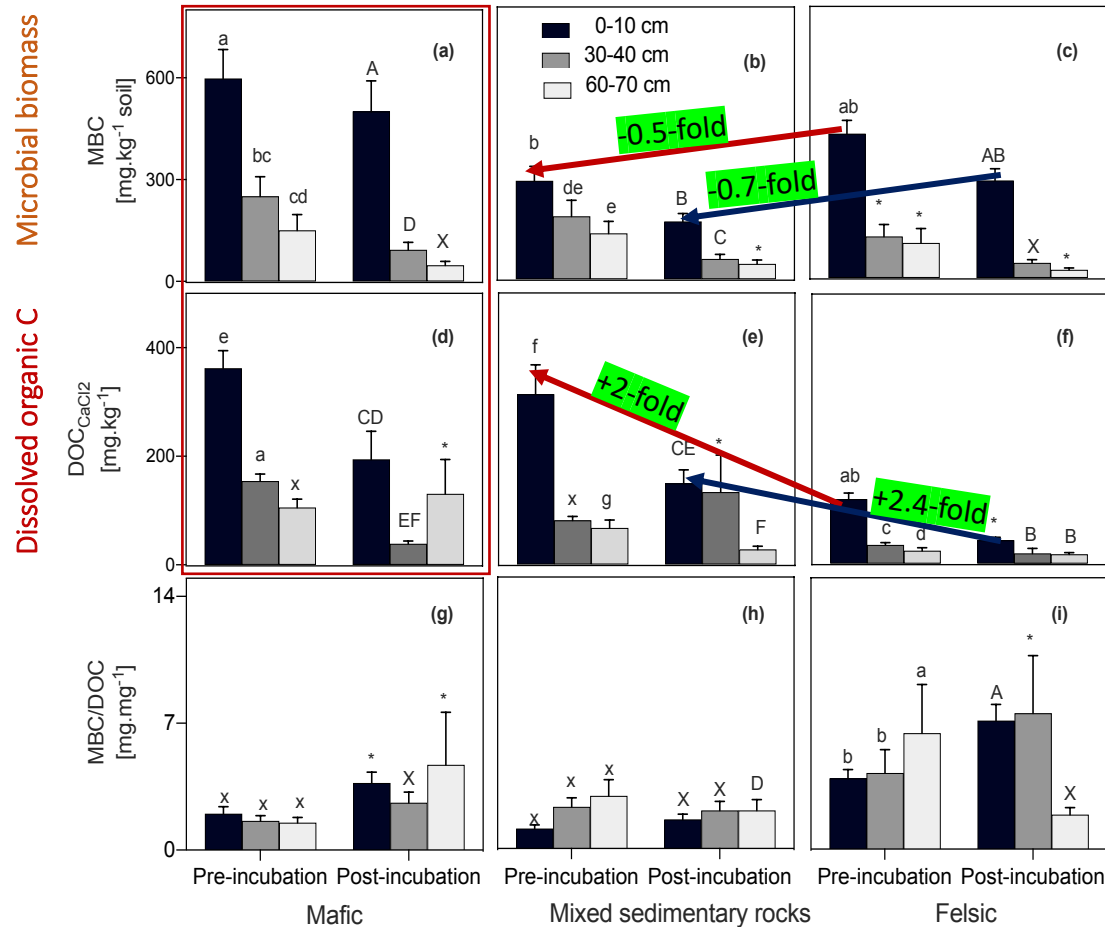 Microbial biomass
MBC
[mg.kg⁻¹ soil]
600
300
0
(a)
a
bc
cd
A
D
X
0-10 cm
30-40 cm
60-70 cm
(b)
b
de
e
B
C
*
-0.5-fold
-0.7-fold
(c)
ab
*
*
AB
X
*
Dissolved organic C
DOC_CaCl2
[mg.kg⁻¹]
400
200
0
(d)
e
a
x
CD
EF
*
(e)
f
x
g
CE
*
F
+2-fold
+2.4-fold
(f)
ab
c
d
*
B
B
MBC/DOC
[mg.mg⁻¹]
14
7
0
(g)
x
x
x
*
X
*
(h)
x
x
x
X
X
D
(i)
b
b
a
A
*
X
Pre-incubation Post-incubation
Pre-incubation Post-incubation
Pre-incubation Post-incubation
Mafic
Mixed sedimentary rocks
Felsic